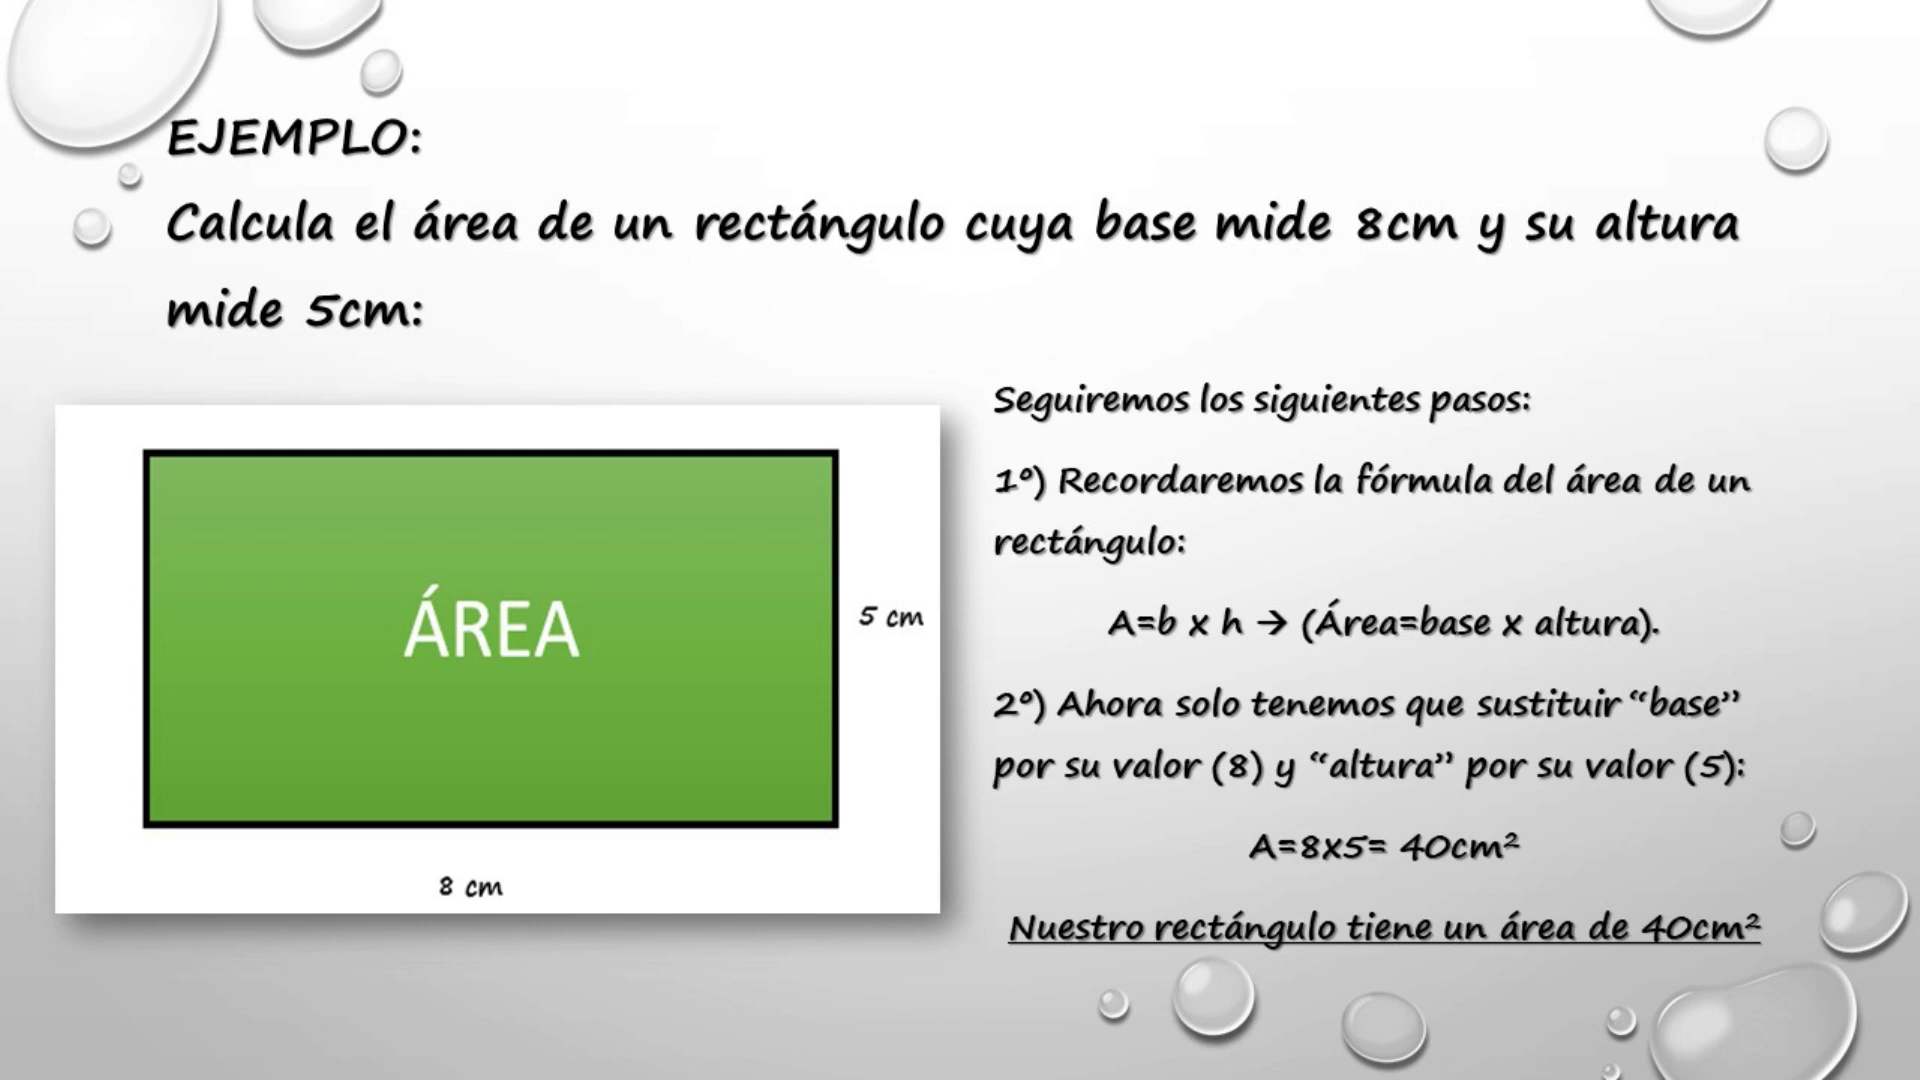 EJEMPLO:
Calcula el área de un rectángulo cuya base mide 8cm y su altura
mide 5cm:
ÁREA
5 cm
8 cm
Seguiremos los siguientes pasos:
1º) Recordaremos la fórmula del área de un
rectángulo:
A=b x h → (Área=base x altura).
2º) Ahora solo tenemos que sustituir “base”
por su valor (8) y “altura” por su valor (5):
A=8x5= 40cm²
Nuestro rectángulo tiene un área de 40cm²